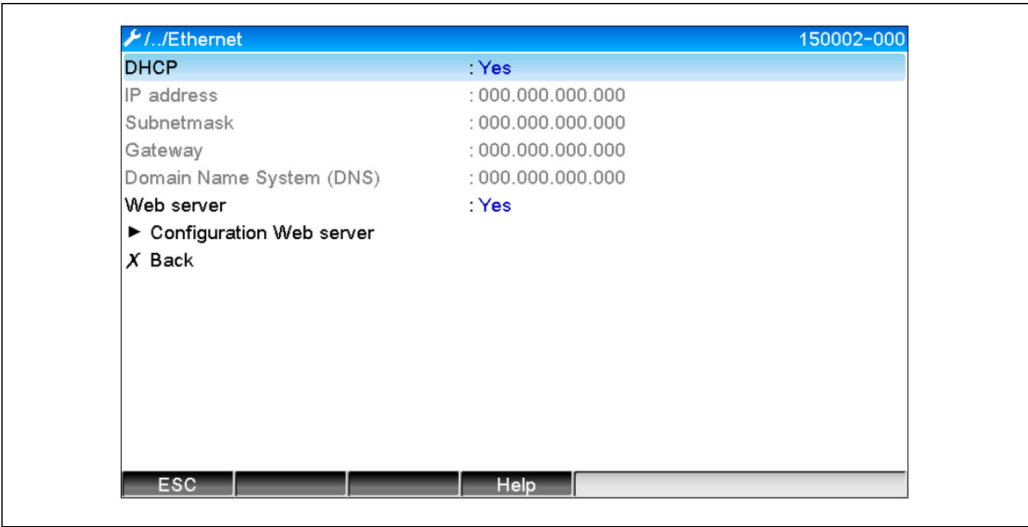 /../Ethernet 150002-000
DHCP : Yes
IP address : 000.000.000.000
Subnetmask : 000.000.000.000
Gateway : 000.000.000.000
Domain Name System (DNS) : 000.000.000.000
Web server : Yes
► Configuration Web server
X Back
ESC Help